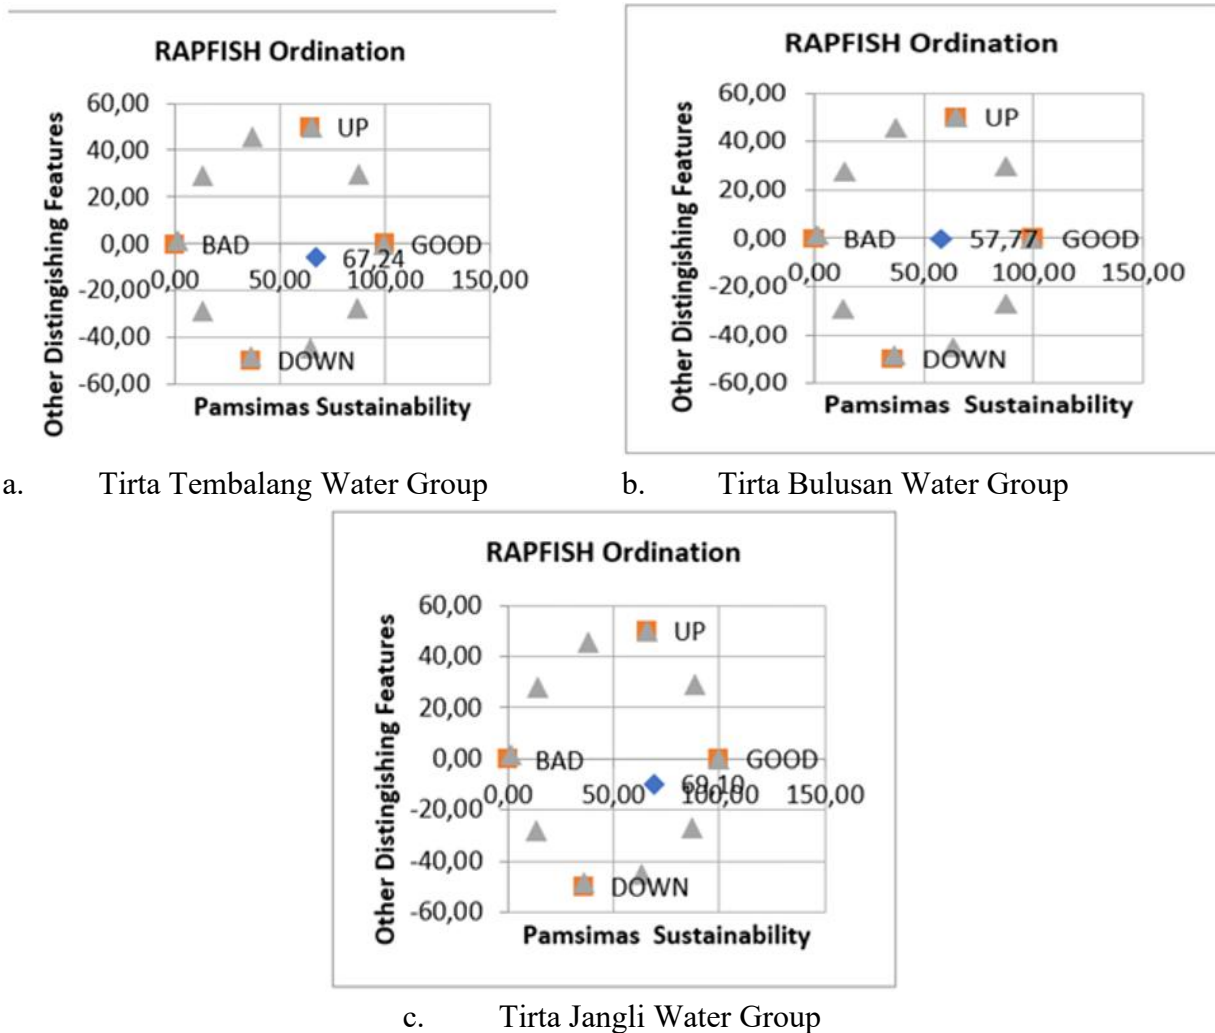 RAPFISH Ordination
60,00
40,00
20,00
0,00
-20,00
-40,00
-60,00
Other Distingishing Features
UP
BAD
GOOD
67,24
DOWN
0,00 50,00 100,00 150,00
Pamsimas Sustainability
a. Tirta Tembalang Water Group
RAPFISH Ordination
60,00
40,00
20,00
0,00
-20,00
-40,00
-60,00
Other Distingishing Features
UP
BAD
57,77
GOOD
DOWN
0,00 50,00 100,00 150,00
Pamsimas Sustainability
b. Tirta Bulusan Water Group
RAPFISH Ordination
60,00
40,00
20,00
0,00
-20,00
-40,00
-60,00
Other Distingishing Features
UP
BAD
GOOD
69,10
DOWN
0,00 50,00 100,00 150,00
Pamsimas Sustainability
c. Tirta Jangli Water Group